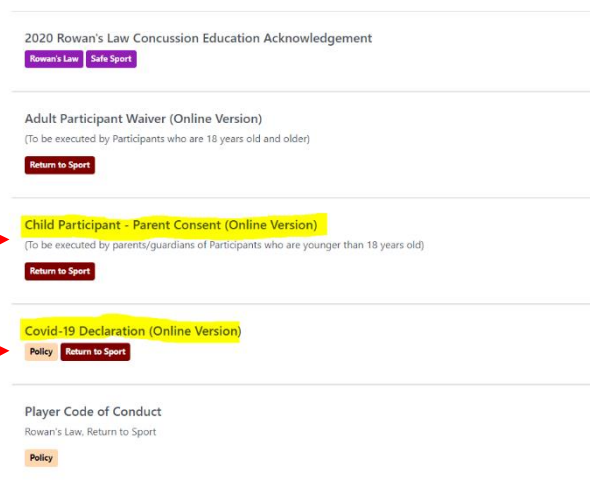 2020 Rowan's Law Concussion Education Acknowledgement
Rowan's Law Safe Sport
Adult Participant Waiver (Online Version)
(To be executed by Participants who are 18 years old and older)
Return to Sport
Child Participant - Parent Consent (Online Version)
(To be executed by parents/guardians of Participants who are younger than 18 years old)
Return to Sport
Covid-19 Declaration (Online Version)
Policy Return to Sport
Player Code of Conduct
Rowan's Law, Return to Sport
Policy